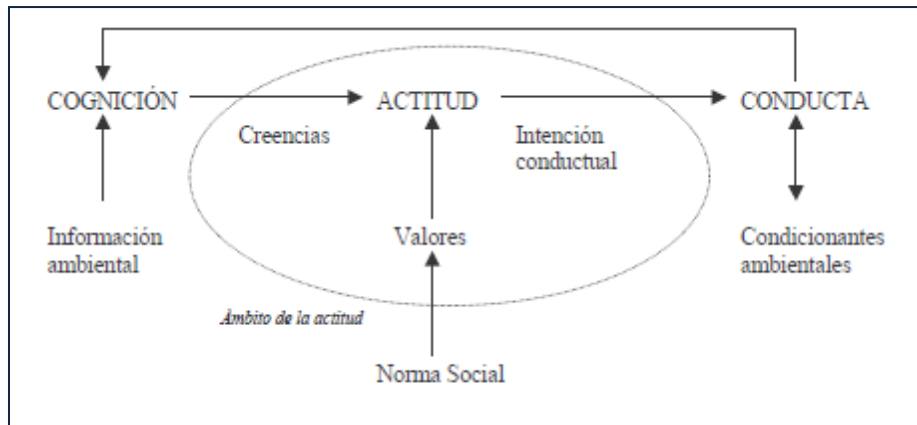 COGNICIÓN
ACTITUD
CONDUCTA
Creencias
Intención
conductual
Información
ambiental
Valores
Condicionantes
ambientales
Ámbito de la actitud
Norma Social